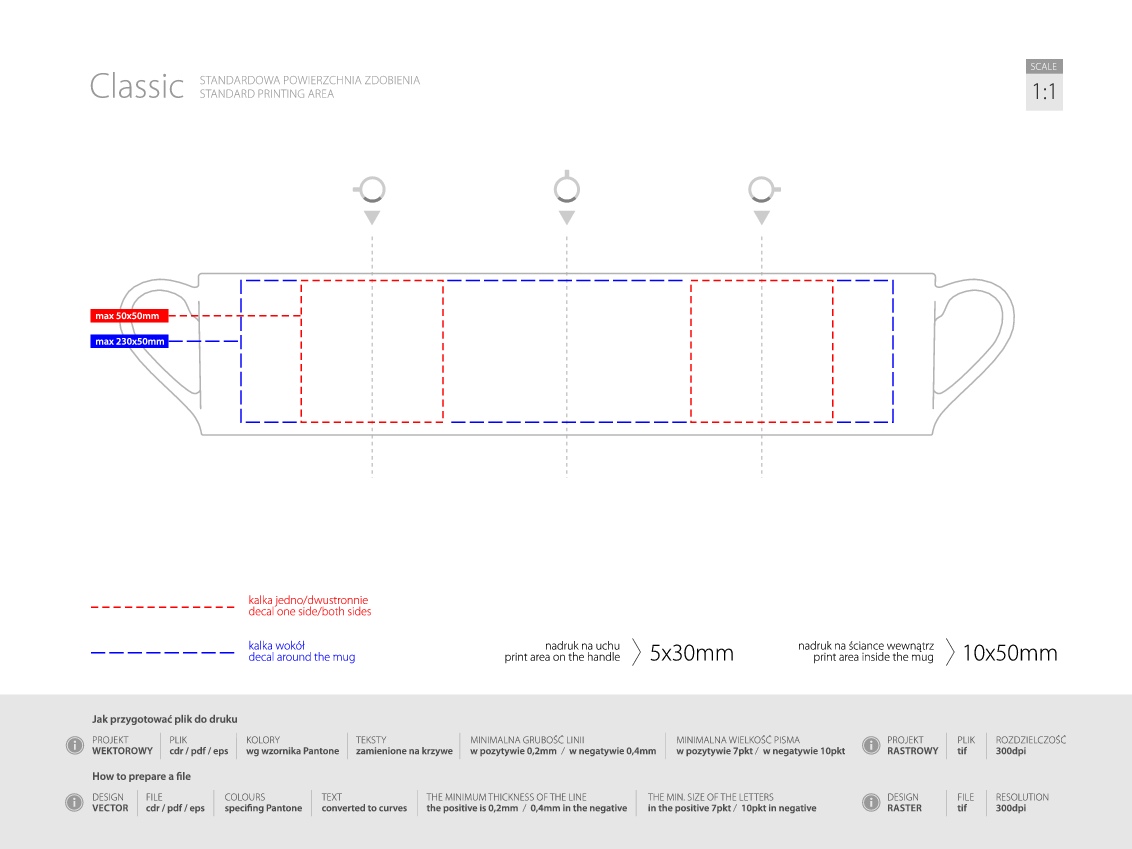 Classic
STANDARDOWA POWIERZCHNIA ZDOBIENIA
STANDARD PRINTING AREA
SCALE
1:1
max 50x50mm
max 230x50mm
kalka jedno/dwustronnie
decal one side/both sides
kalka wokół
decal around the mug
nadruk na uchu
print area on the handle
5x30mm
nadruk na ściance wewnątrz
print area inside the mug
10x50mm
Jak przygotować plik do druku
PROJEKT
WEKTOROWY
PLIK
cdr / pdf / eps
KOLORY
wg wzornika Pantone
TEKSTY
zamienione na krzywe
MINIMALNA GRUBOŚĆ LINII
w pozytywie 0,2mm / w negatywie 0,4mm
MINIMALNA WIELKOŚĆ PISMA
w pozytywie 7pkt / w negatywie 10pkt
PROJEKT
RASTROWY
PLIK
tif
ROZDZIELCZOŚĆ
300dpi
How to prepare a file
DESIGN
VECTOR
FILE
cdr / pdf / eps
COLOURS
specifing Pantone
TEXT
converted to curves
THE MINIMUM THICKNESS OF THE LINE
the positive is 0,2mm / 0,4mm in the negative
THE MIN. SIZE OF THE LETTERS
in the positive 7pkt / 10pkt in negative
DESIGN
RASTER
FILE
tif
RESOLUTION
300dpi